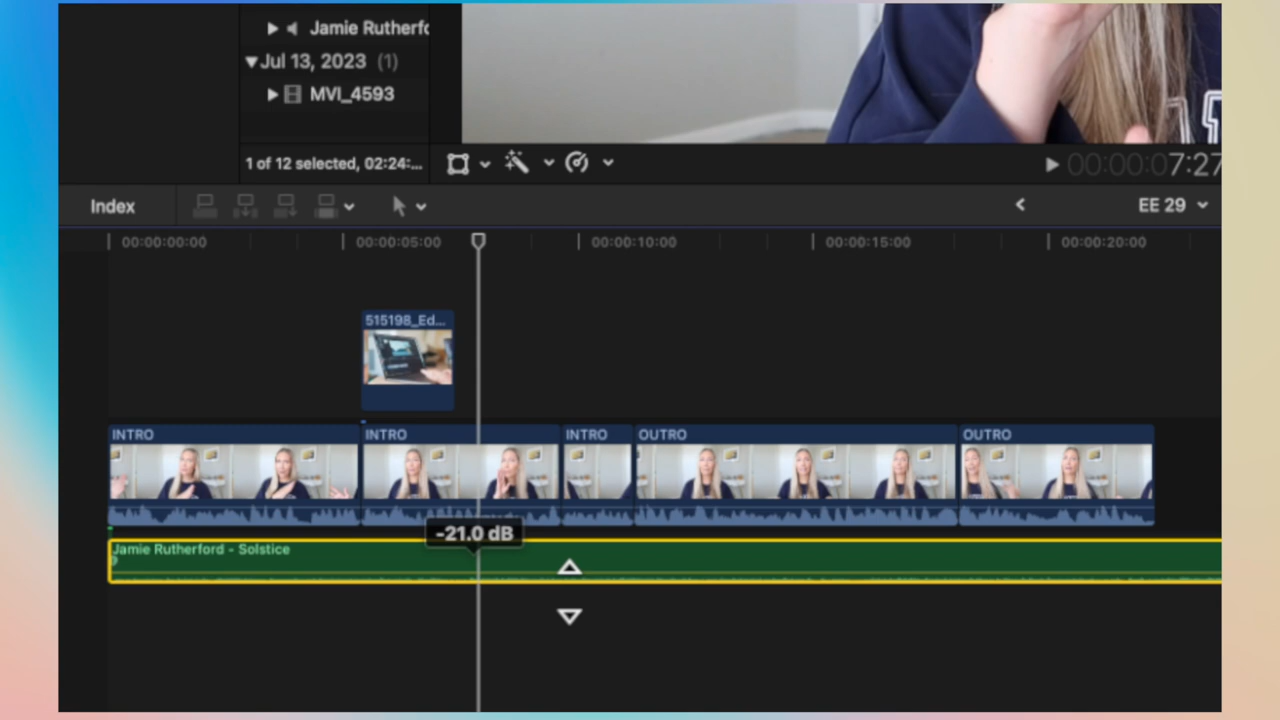 Jamie Rutherfo
Jul 13, 2023 (1)
MVI_4593
1 of 12 selected, 02:24:...
00:00:07:27
Index
EE 29
00:00:00:00
00:00:05:00
00:00:10:00
00:00:15:00
00:00:20:00
515198_Ed...
INTRO
INTRO
INTRO
OUTRO
OUTRO
-21.0 dB
Jamie Rutherford - Solstice